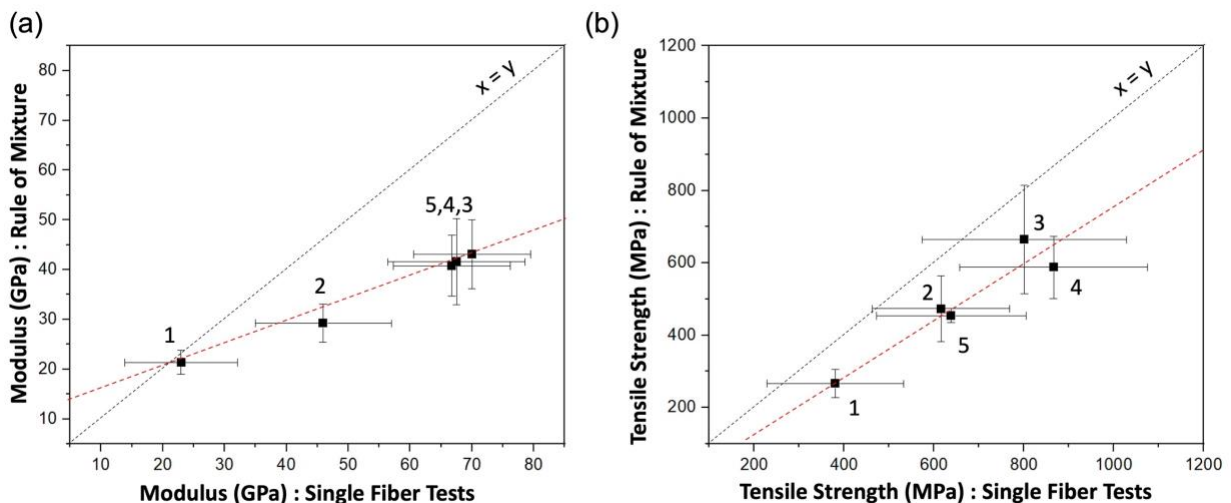 (a)
Modulus (GPa) : Rule of Mixture
80
70
60
50
40
30
20
10
x = y
5,4,3
2
1
10 20 30 40 50 60 70 80
Modulus (GPa) : Single Fiber Tests
(b)
Tensile Strength (MPa) : Rule of Mixture
1200
1000
800
600
400
200
x = y
3
4
2
5
1
200 400 600 800 1000 1200
Tensile Strength (MPa) : Single Fiber Tests